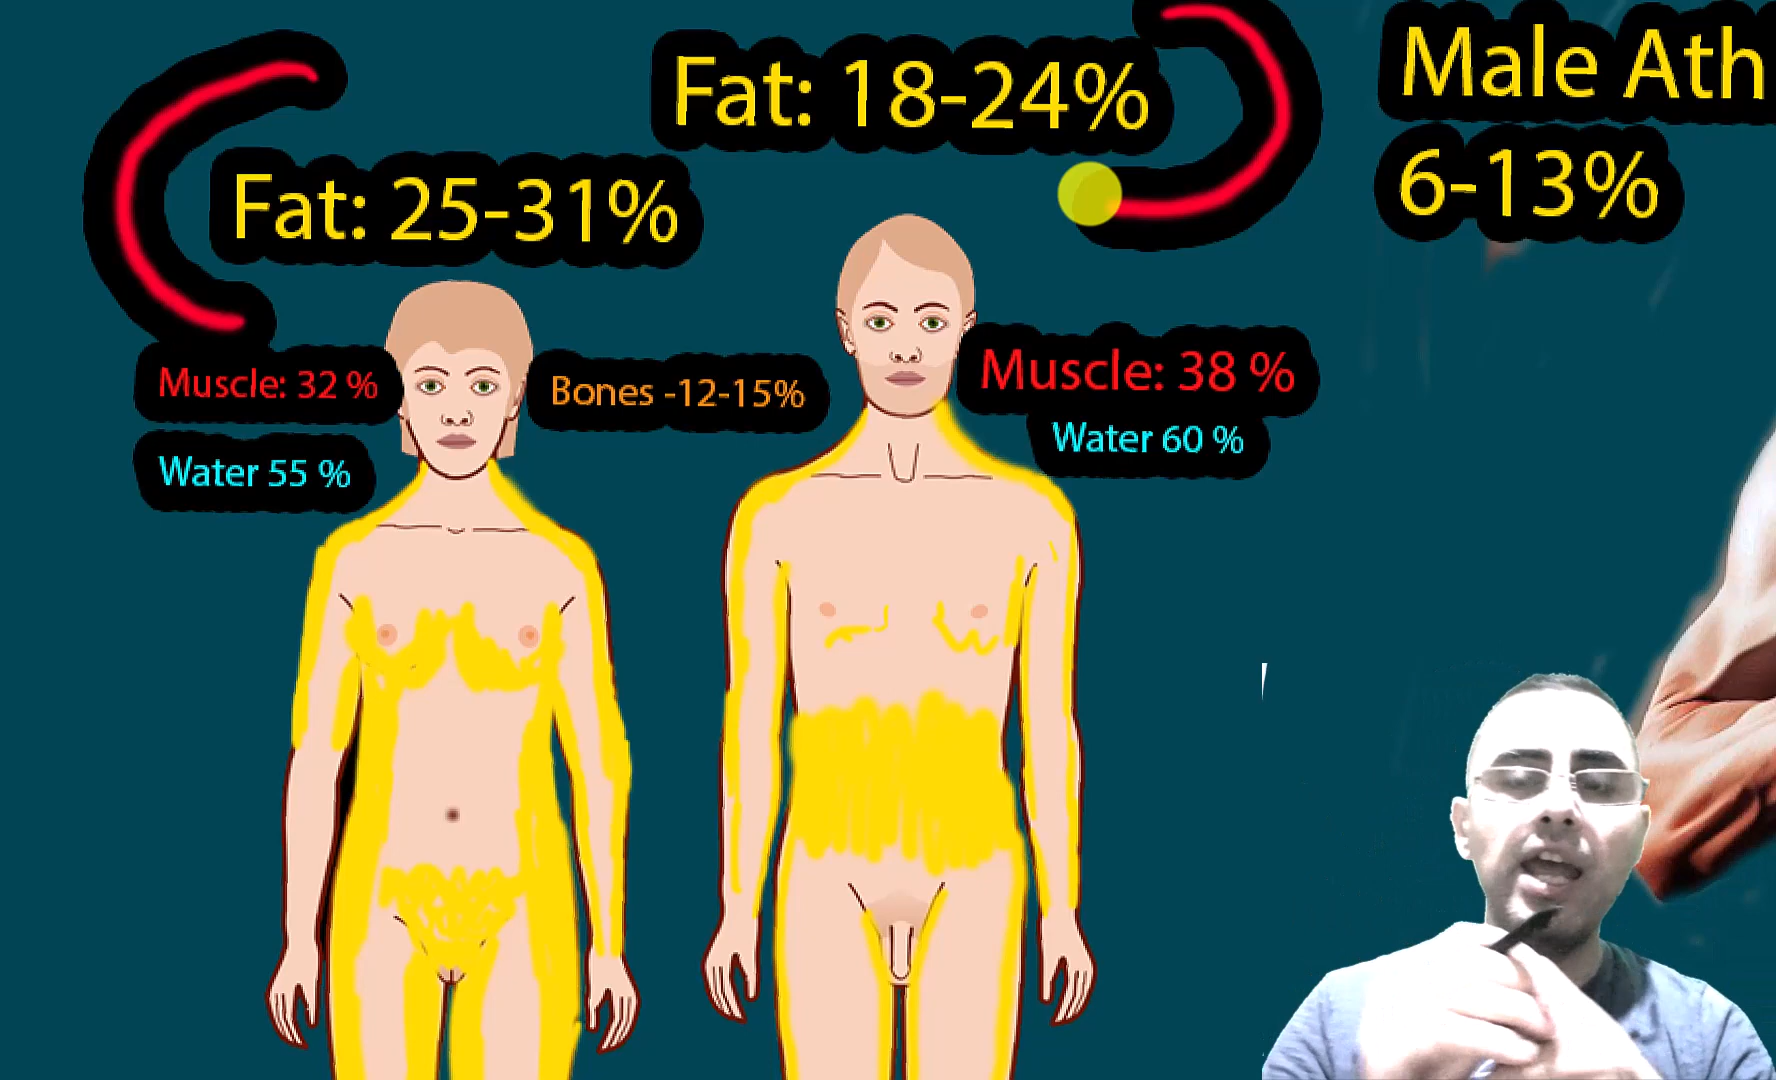 Fat: 18-24%
Male Ath
6-13%
Fat: 25-31%
Muscle: 32 %
Bones -12-15%
Muscle: 38 %
Water 60 %
Water 55 %